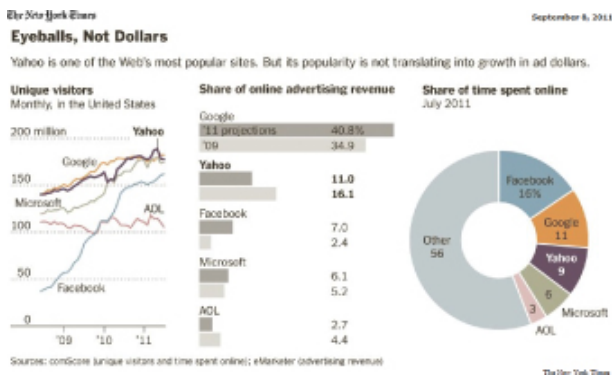 The New York Times
September 8, 2011
Eyeballs, Not Dollars
Yahoo is one of the Web's most popular sites. But its popularity is not translating into growth in ad dollars.
Unique visitors
Monthly, in the United States
200 million
Yahoo
Google
150
Microsoft
AOL
100
50
Facebook
0
'09
'10
'11
Share of online advertising revenue
Google
'11 projections 40.8%
'09 34.9
Yahoo
11.0
16.1
Facebook
7.0
2.4
Microsoft
6.1
5.2
AOL
2.7
4.4
Share of time spent online
July 2011
Facebook
16%
Google
11
Yahoo
9
6
Microsoft
3
AOL
Other
56
Sources: comScore (unique visitors and time spent online); eMarketer (advertising revenue)
The New York Times